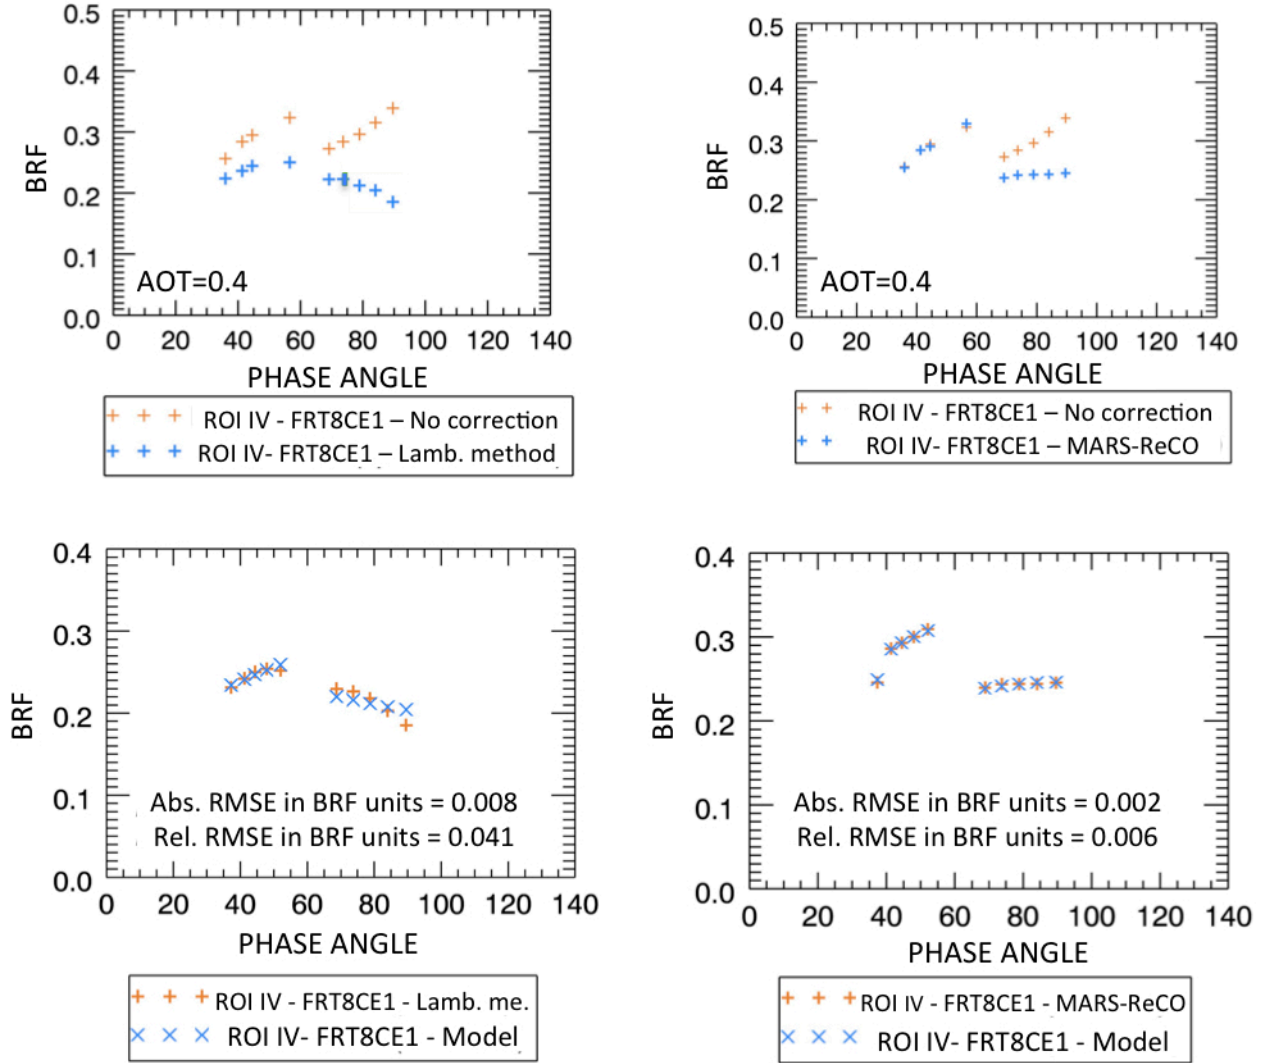 0.5
0.4
0.3
0.2
0.1
0.0
BRF
AOT=0.4
0 20 40 60 80 100 120 140
PHASE ANGLE
ROI IV - FRT8CE1 – No correction
ROI IV- FRT8CE1 – Lamb. method
0.5
0.4
0.3
0.2
0.1
0.0
BRF
AOT=0.4
0 20 40 60 80 100 120 140
PHASE ANGLE
ROI IV - FRT8CE1 – No correction
ROI IV- FRT8CE1 – MARS-ReCO
0.4
0.3
0.2
0.1
0.0
BRF
Abs. RMSE in BRF units = 0.008
Rel. RMSE in BRF units = 0.041
0 20 40 60 80 100 120 140
PHASE ANGLE
ROI IV - FRT8CE1 - Lamb. me.
ROI IV- FRT8CE1 - Model
0.4
0.3
0.2
0.1
0.0
BRF
Abs. RMSE in BRF units = 0.002
Rel. RMSE in BRF units = 0.006
0 20 40 60 80 100 120 140
PHASE ANGLE
ROI IV - FRT8CE1 - MARS-ReCO
ROI IV- FRT8CE1 - Model